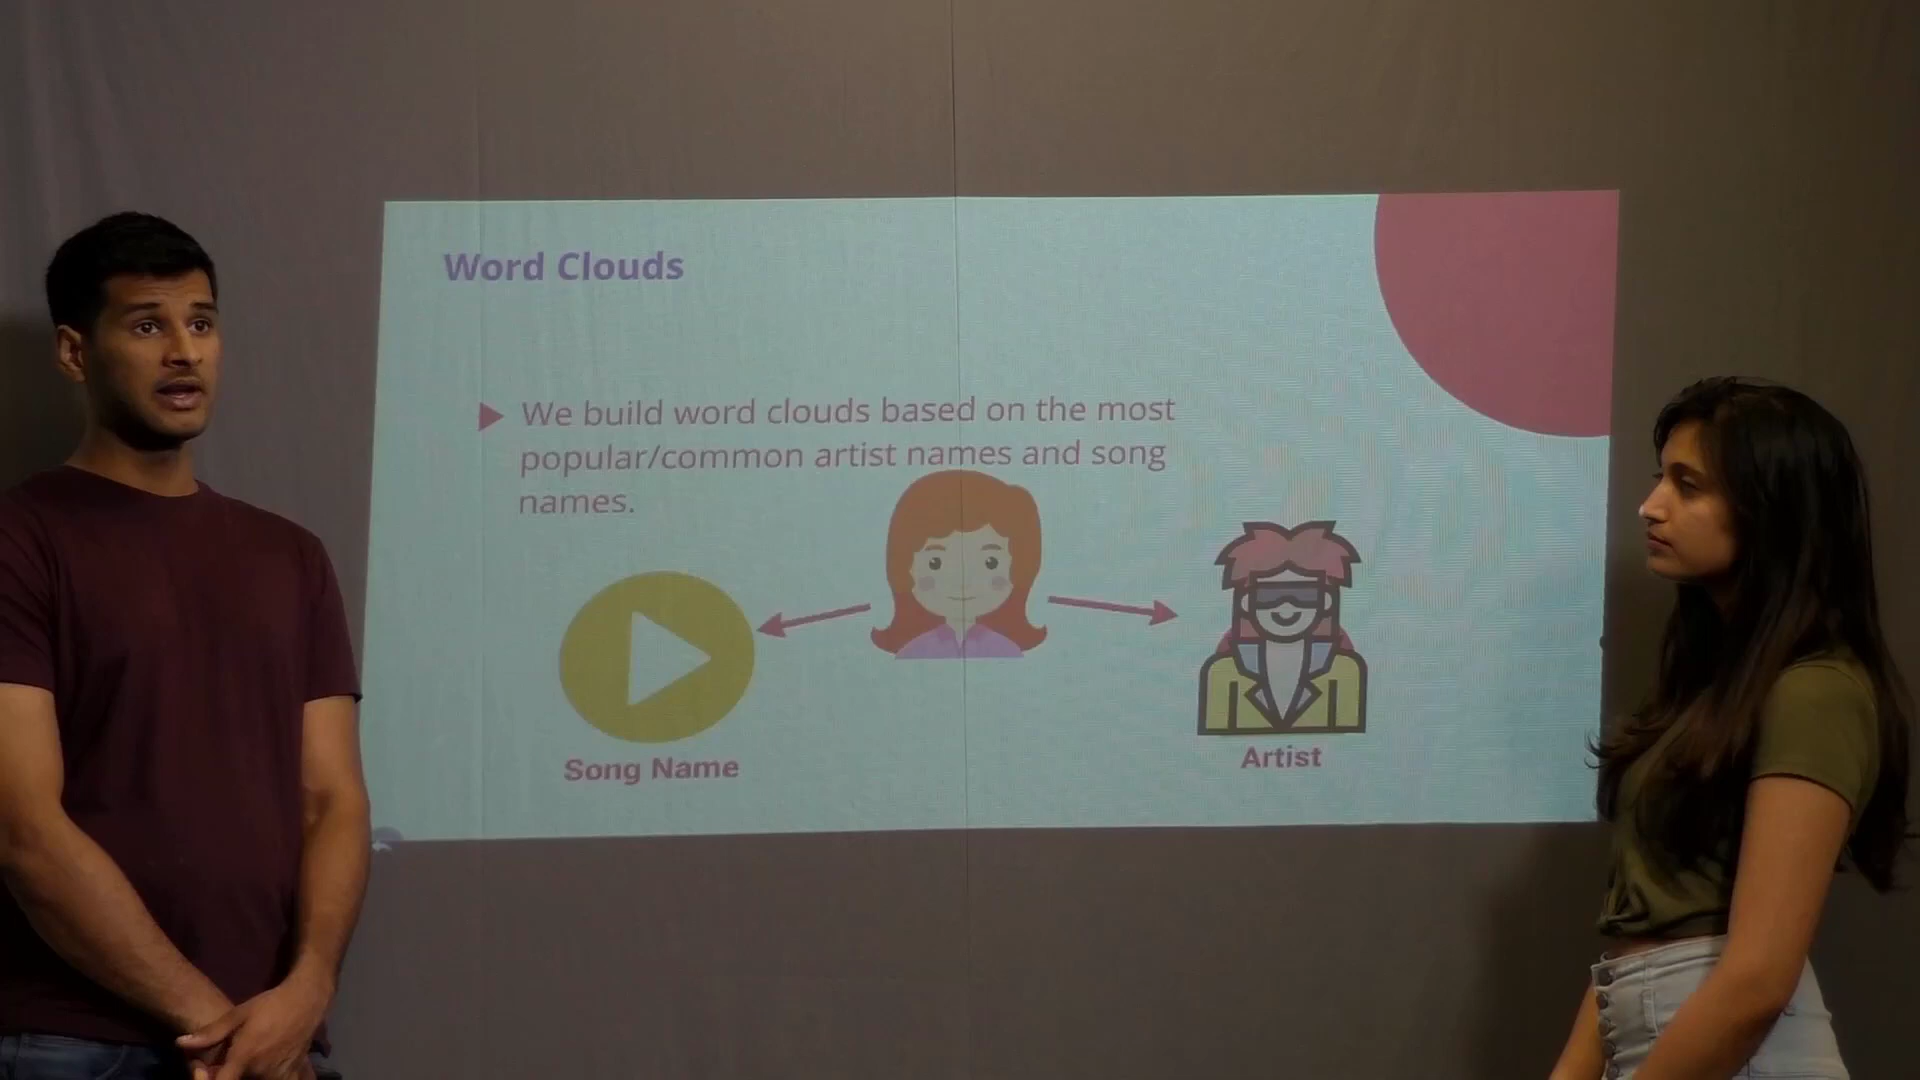 Word Clouds
We build word clouds based on the most
popular/common artist names and song
names.
Song Name
Artist